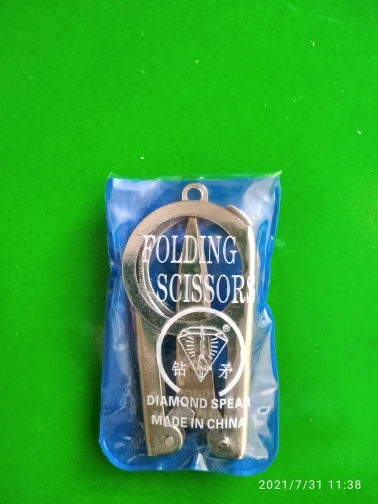 FOLDING
SCISSORS
®
钻 矛
DIAMOND SPEAR
MADE IN CHINA
2021/7/31 11:38